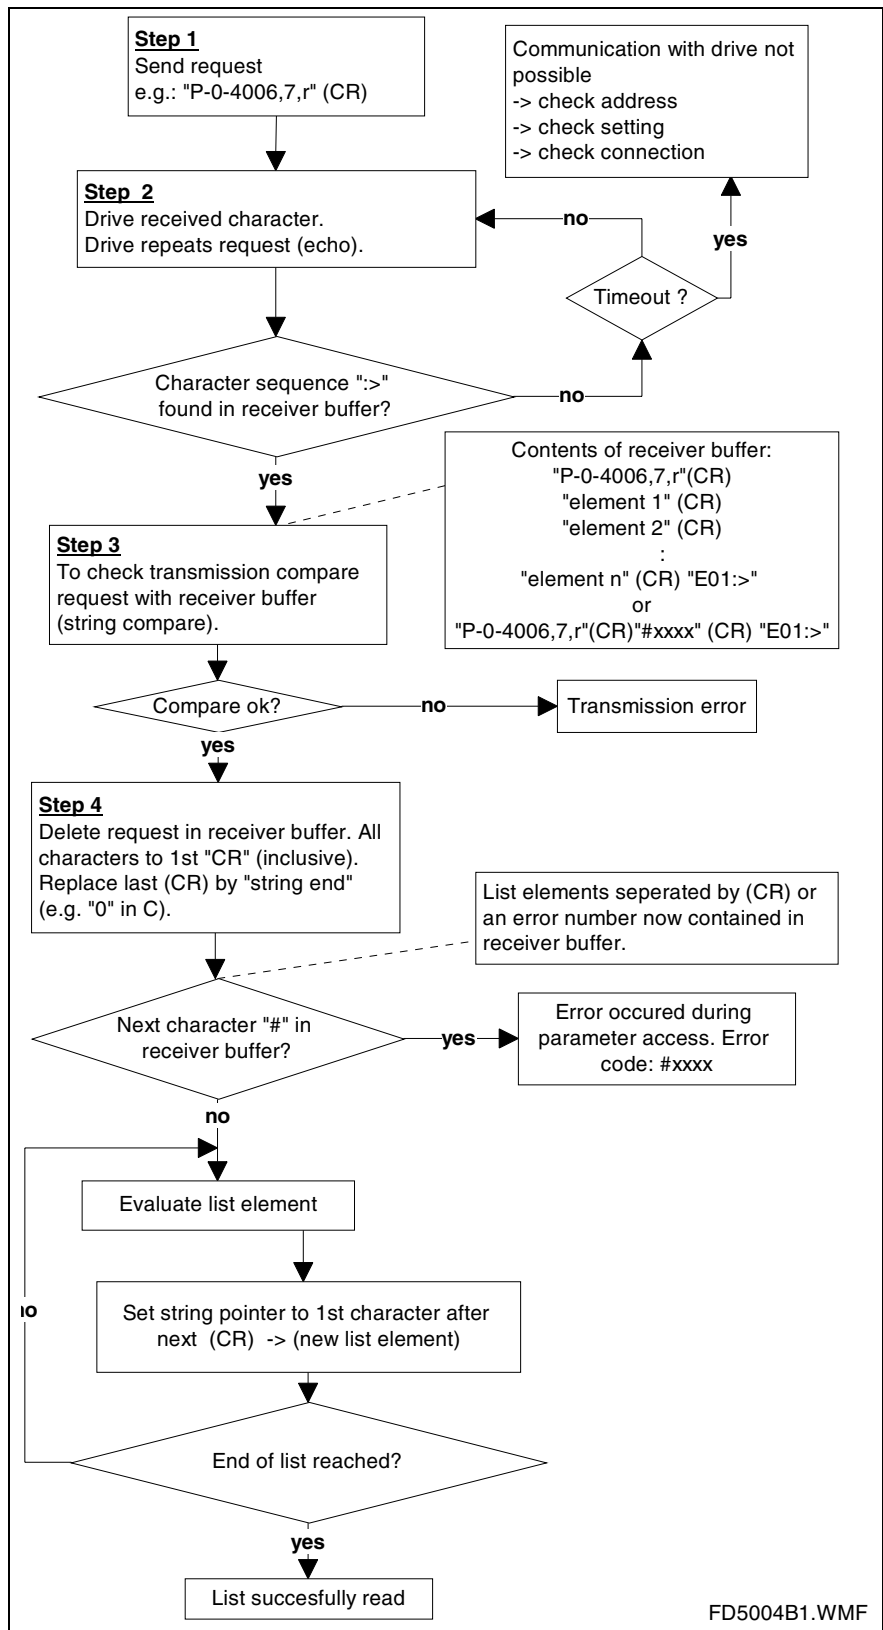 Step 1
Send request
e.g.: "P-0-4006,7,r" (CR)
Communication with drive not
possible
-> check address
-> check setting
-> check connection
Step 2
Drive received character.
Drive repeats request (echo).
no
yes
Timeout ?
Character sequence ":>"
found in receiver buffer?
no
yes
Contents of receiver buffer:
"P-0-4006,7,r"(CR)
"element 1" (CR)
"element 2" (CR)
:
"element n" (CR) "E01:>"
or
"P-0-4006,7,r"(CR)"#xxxx" (CR) "E01:>"
Step 3
To check transmission compare
request with receiver buffer
(string compare).
Compare ok?
no
Transmission error
yes
Step 4
Delete request in receiver buffer. All
characters to 1st "CR" (inclusive).
Replace last (CR) by "string end"
(e.g. "0" in C).
List elements seperated by (CR) or
an error number now contained in
receiver buffer.
Next character "#" in
receiver buffer?
yes
Error occured during
parameter access. Error
code: #xxxx
no
Evaluate list element
Set string pointer to 1st character after
next (CR) -> (new list element)
no
End of list reached?
yes
List succesfully read
FD5004B1.WMF